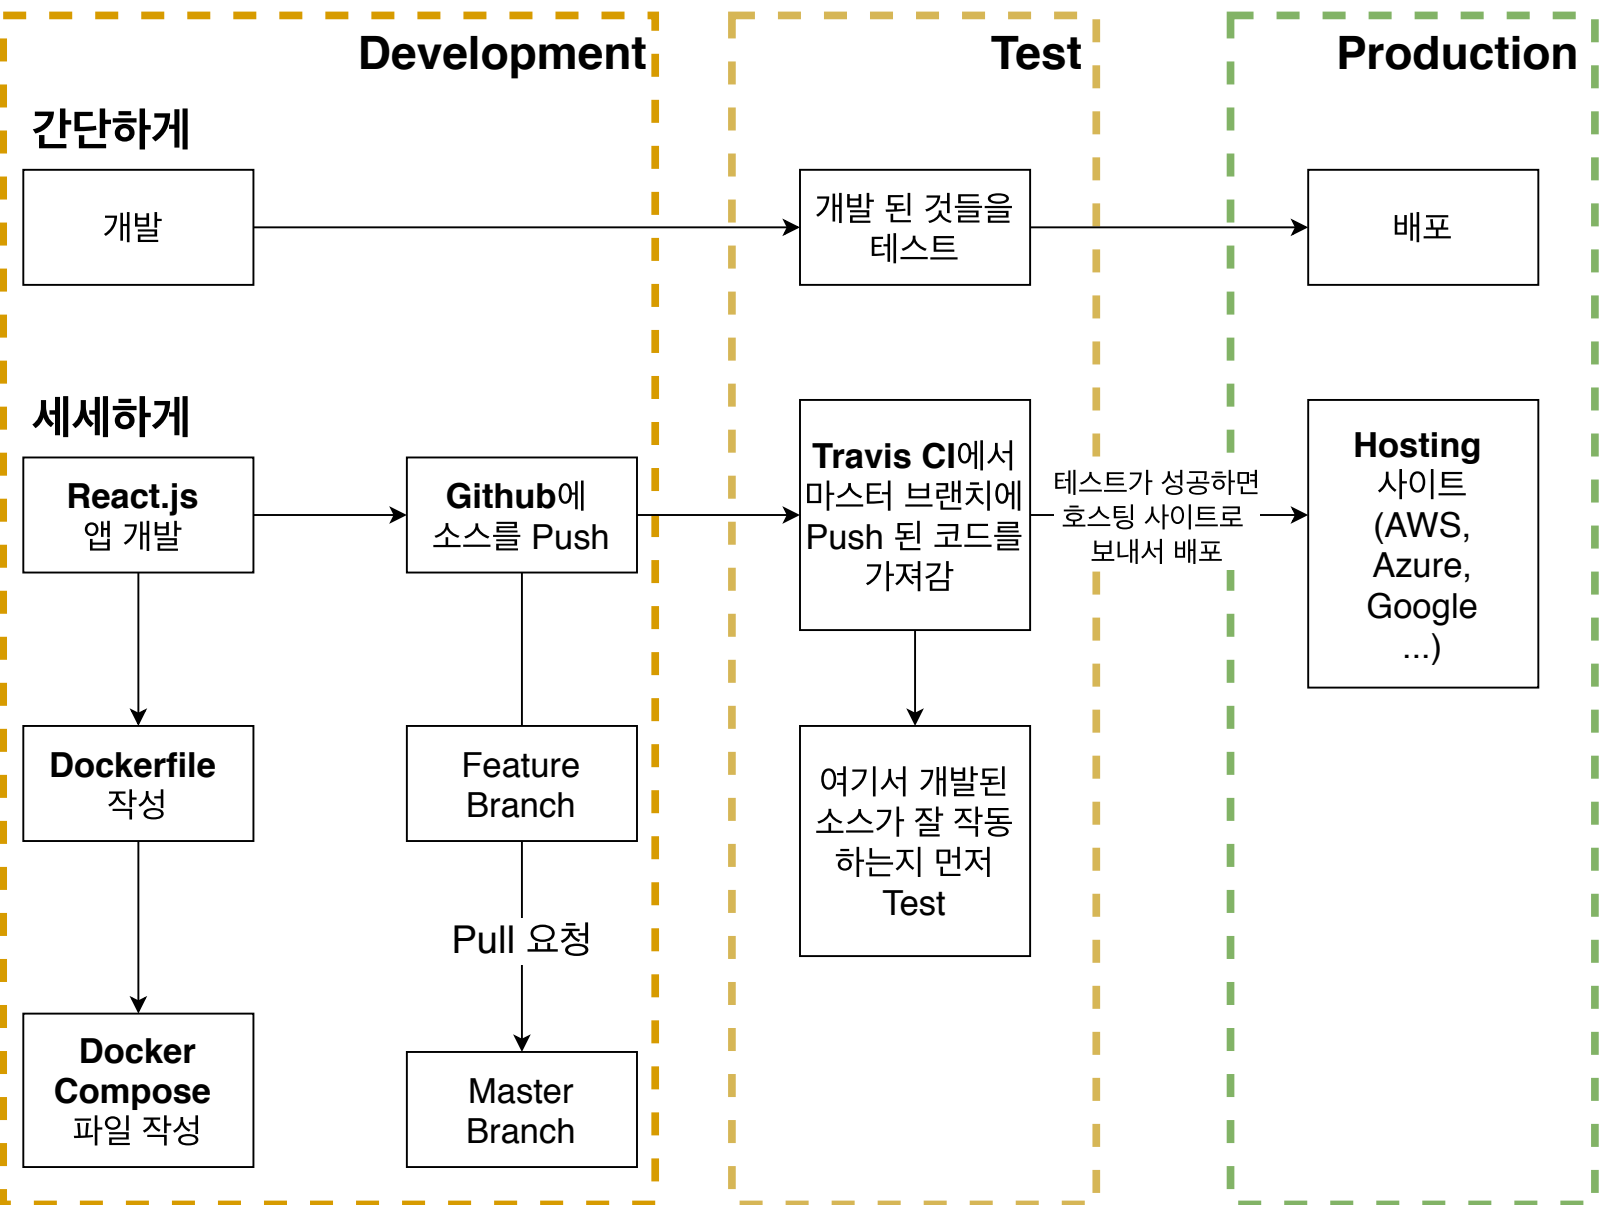 Development
Test
Production
간단하게
개발
개발 된 것들을
테스트
배포
세세하게
React.js
앱 개발
Github에
소스를 Push
Travis CI에서
마스터 브랜치에
Push 된 코드를
가져감
테스트가 성공하면
호스팅 사이트로
보내서 배포
Hosting
사이트
(AWS,
Azure,
Google
...)
Dockerfile
작성
Feature
Branch
여기서 개발된
소스가 잘 작동
하는지 먼저
Test
Pull 요청
Docker
Compose
파일 작성
Master
Branch